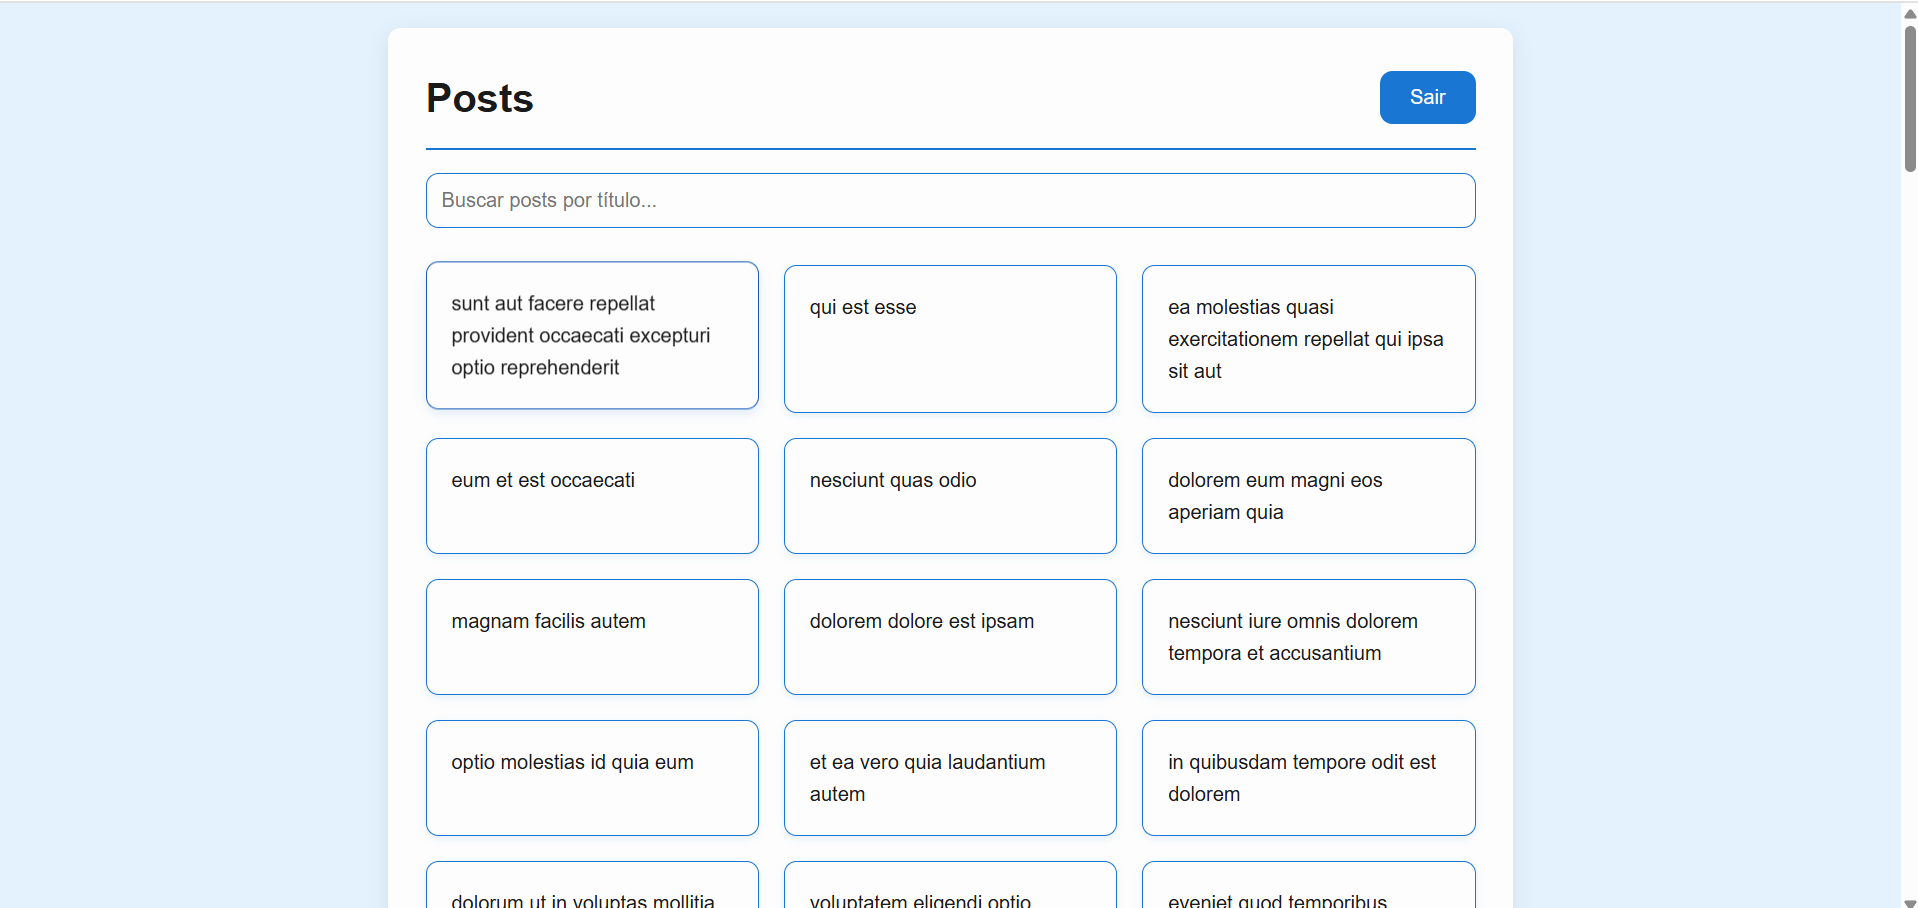 Posts
Sair
Buscar posts por título...
sunt aut facere repellat
provident occaecati excepturi
optio reprehenderit
qui est esse
ea molestias quasi
exercitationem repellat qui ipsa
sit aut
eum et est occaecati
nesciunt quas odio
dolorem eum magni eos
aperiam quia
magnam facilis autem
dolorem dolore est ipsam
nesciunt iure omnis dolorem
tempora et accusantium
optio molestias id quia eum
et ea vero quia laudantium
autem
in quibusdam tempore odit est
dolorem
dolorum ut in voluptas mollitia
voluptatem eligendi optio
eveniet quod temporibus